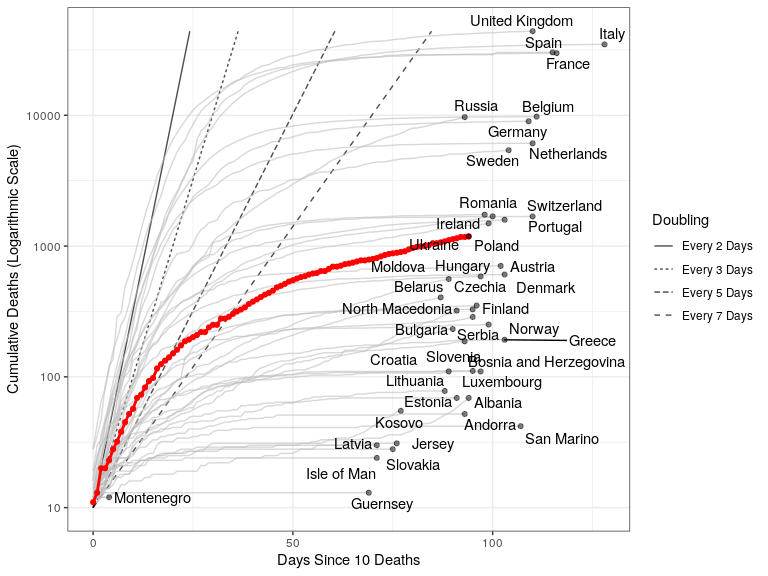 United Kingdom
Italy
Spain
France
Russia
Belgium
Germany
Sweden
Netherlands
Romania
Switzerland
Ireland
Portugal
Ukraine
Poland
Moldova
Hungary
Austria
Belarus
Czechia
Denmark
North Macedonia
Finland
Bulgaria
Serbia
Norway
Greece
Croatia
Slovenia
Bosnia and Herzegovina
Lithuania
Luxembourg
Estonia
Albania
Kosovo
Andorra
San Marino
Latvia
Jersey
Slovakia
Isle of Man
Montenegro
Guernsey
10000
1000
100
10
0
50
100
Days Since 10 Deaths
Cumulative Deaths (Logarithmic Scale)
Doubling
Every 2 Days
Every 3 Days
Every 5 Days
Every 7 Days